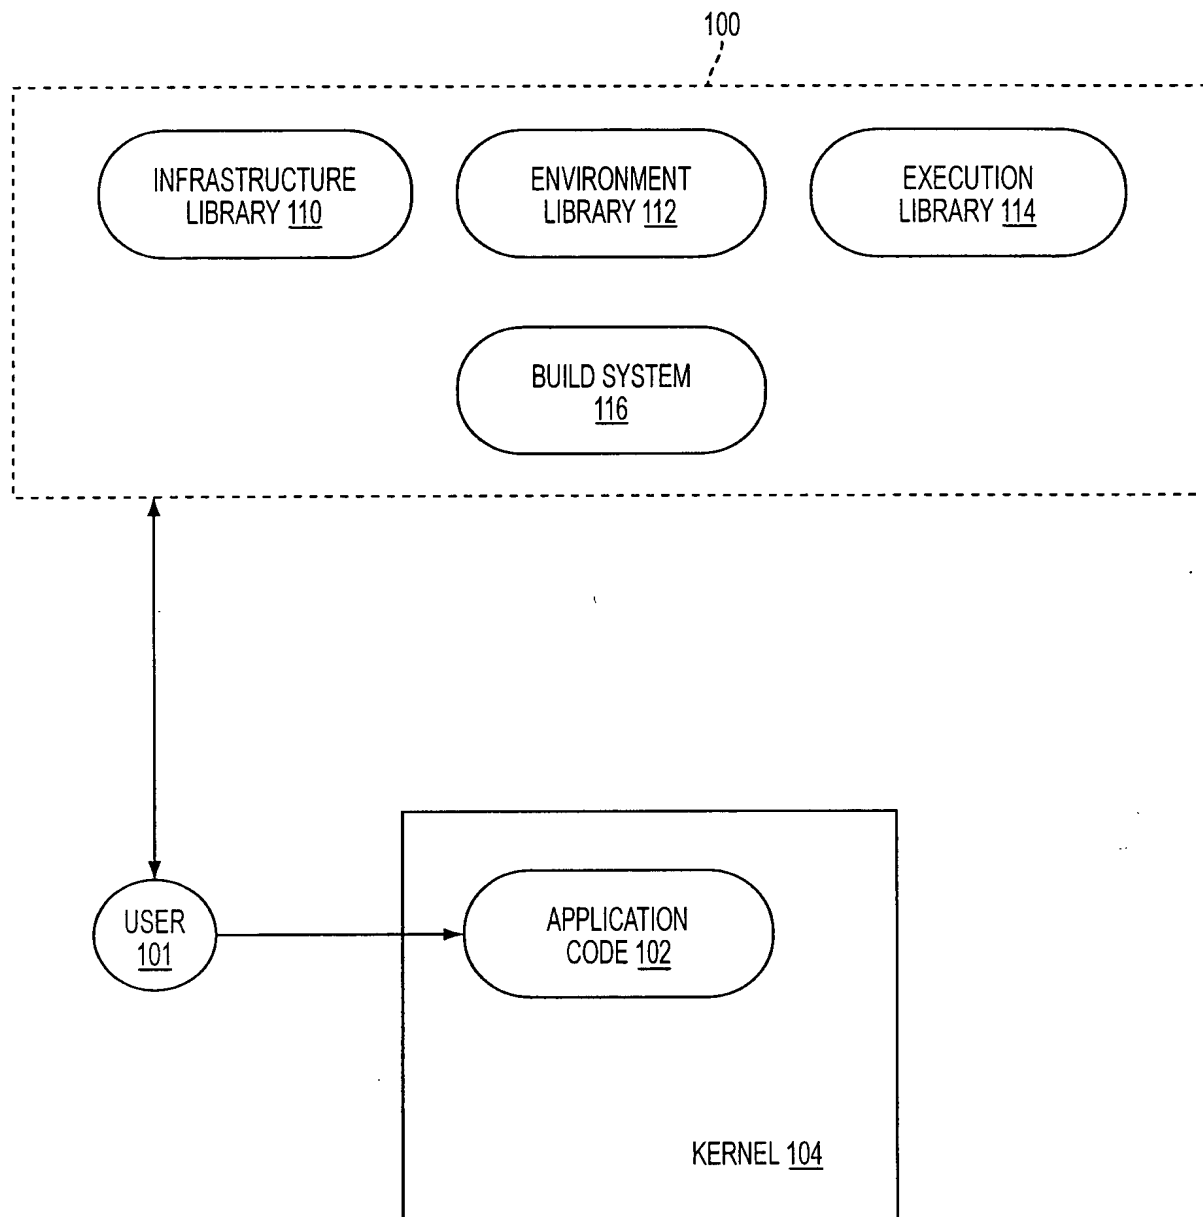 100
INFRASTRUCTURE
LIBRARY 110
ENVIRONMENT
LIBRARY 112
EXECUTION
LIBRARY 114
BUILD SYSTEM
116
USER
101
APPLICATION
CODE 102
KERNEL 104